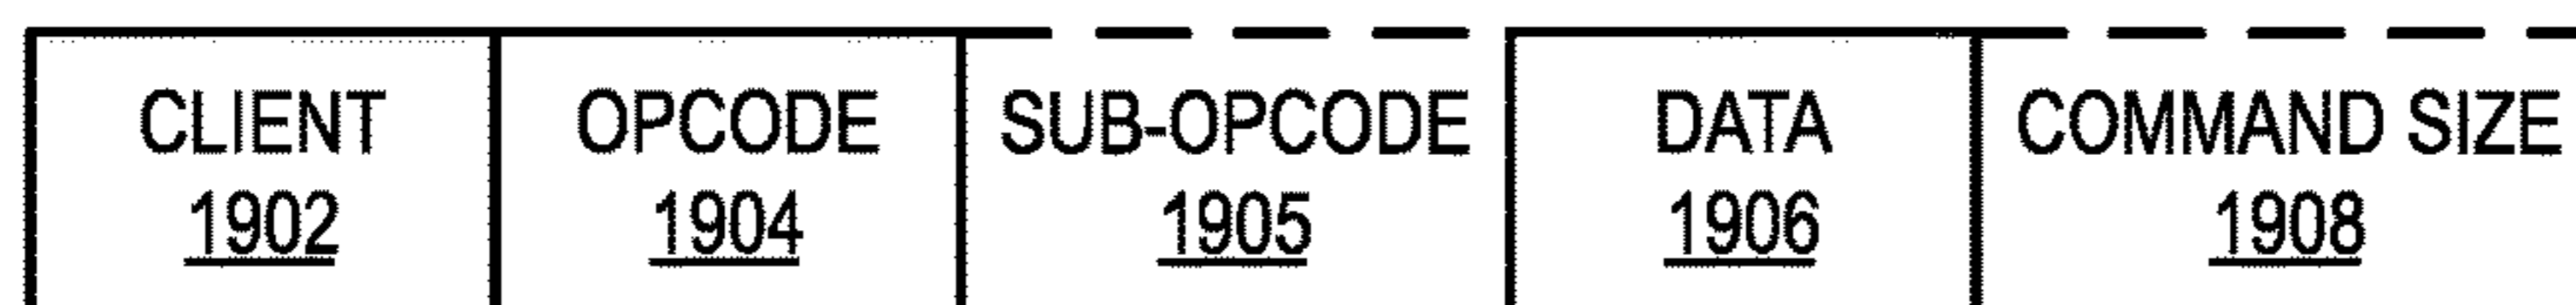 CLIENT OPCODE SUB-OPCODE DATA COMMAND SIZE
1902 1904 1905 1906 1908